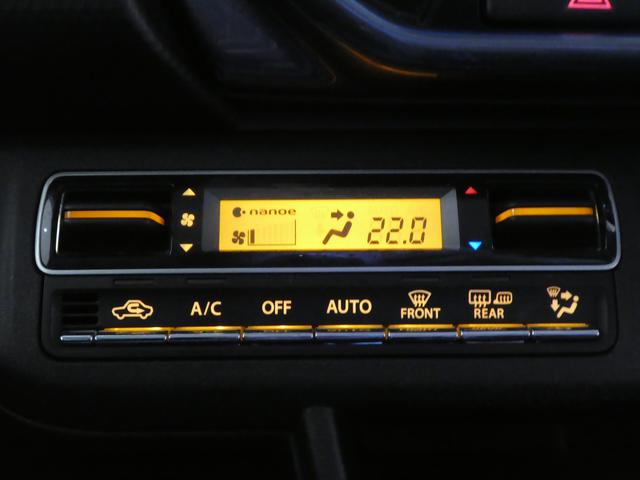 nanoe
22.0
A/C OFF AUTO FRONT REAR